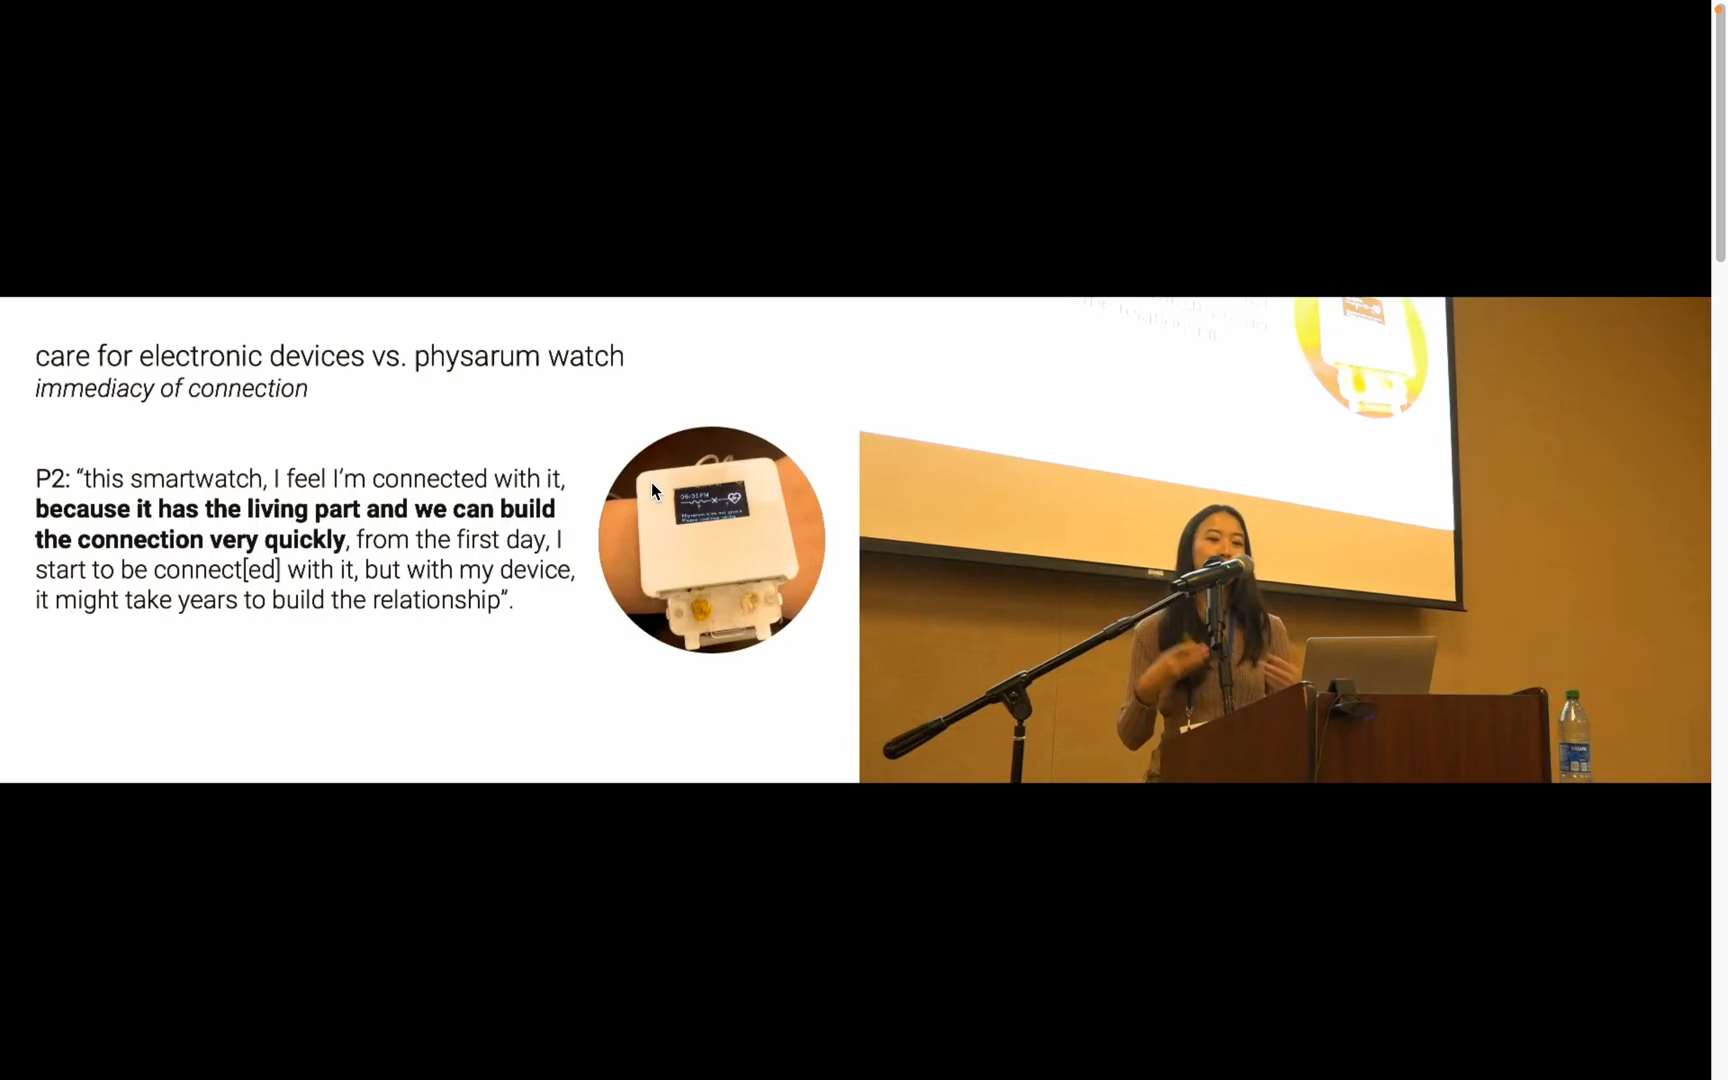 care for electronic devices vs. physarum watch
immediacy of connection
P2: “this smartwatch, I feel I’m connected with it,
because it has the living part and we can build
the connection very quickly, from the first day, I
start to be connect[ed] with it, but with my device,
it might take years to build the relationship”.
06:01PM